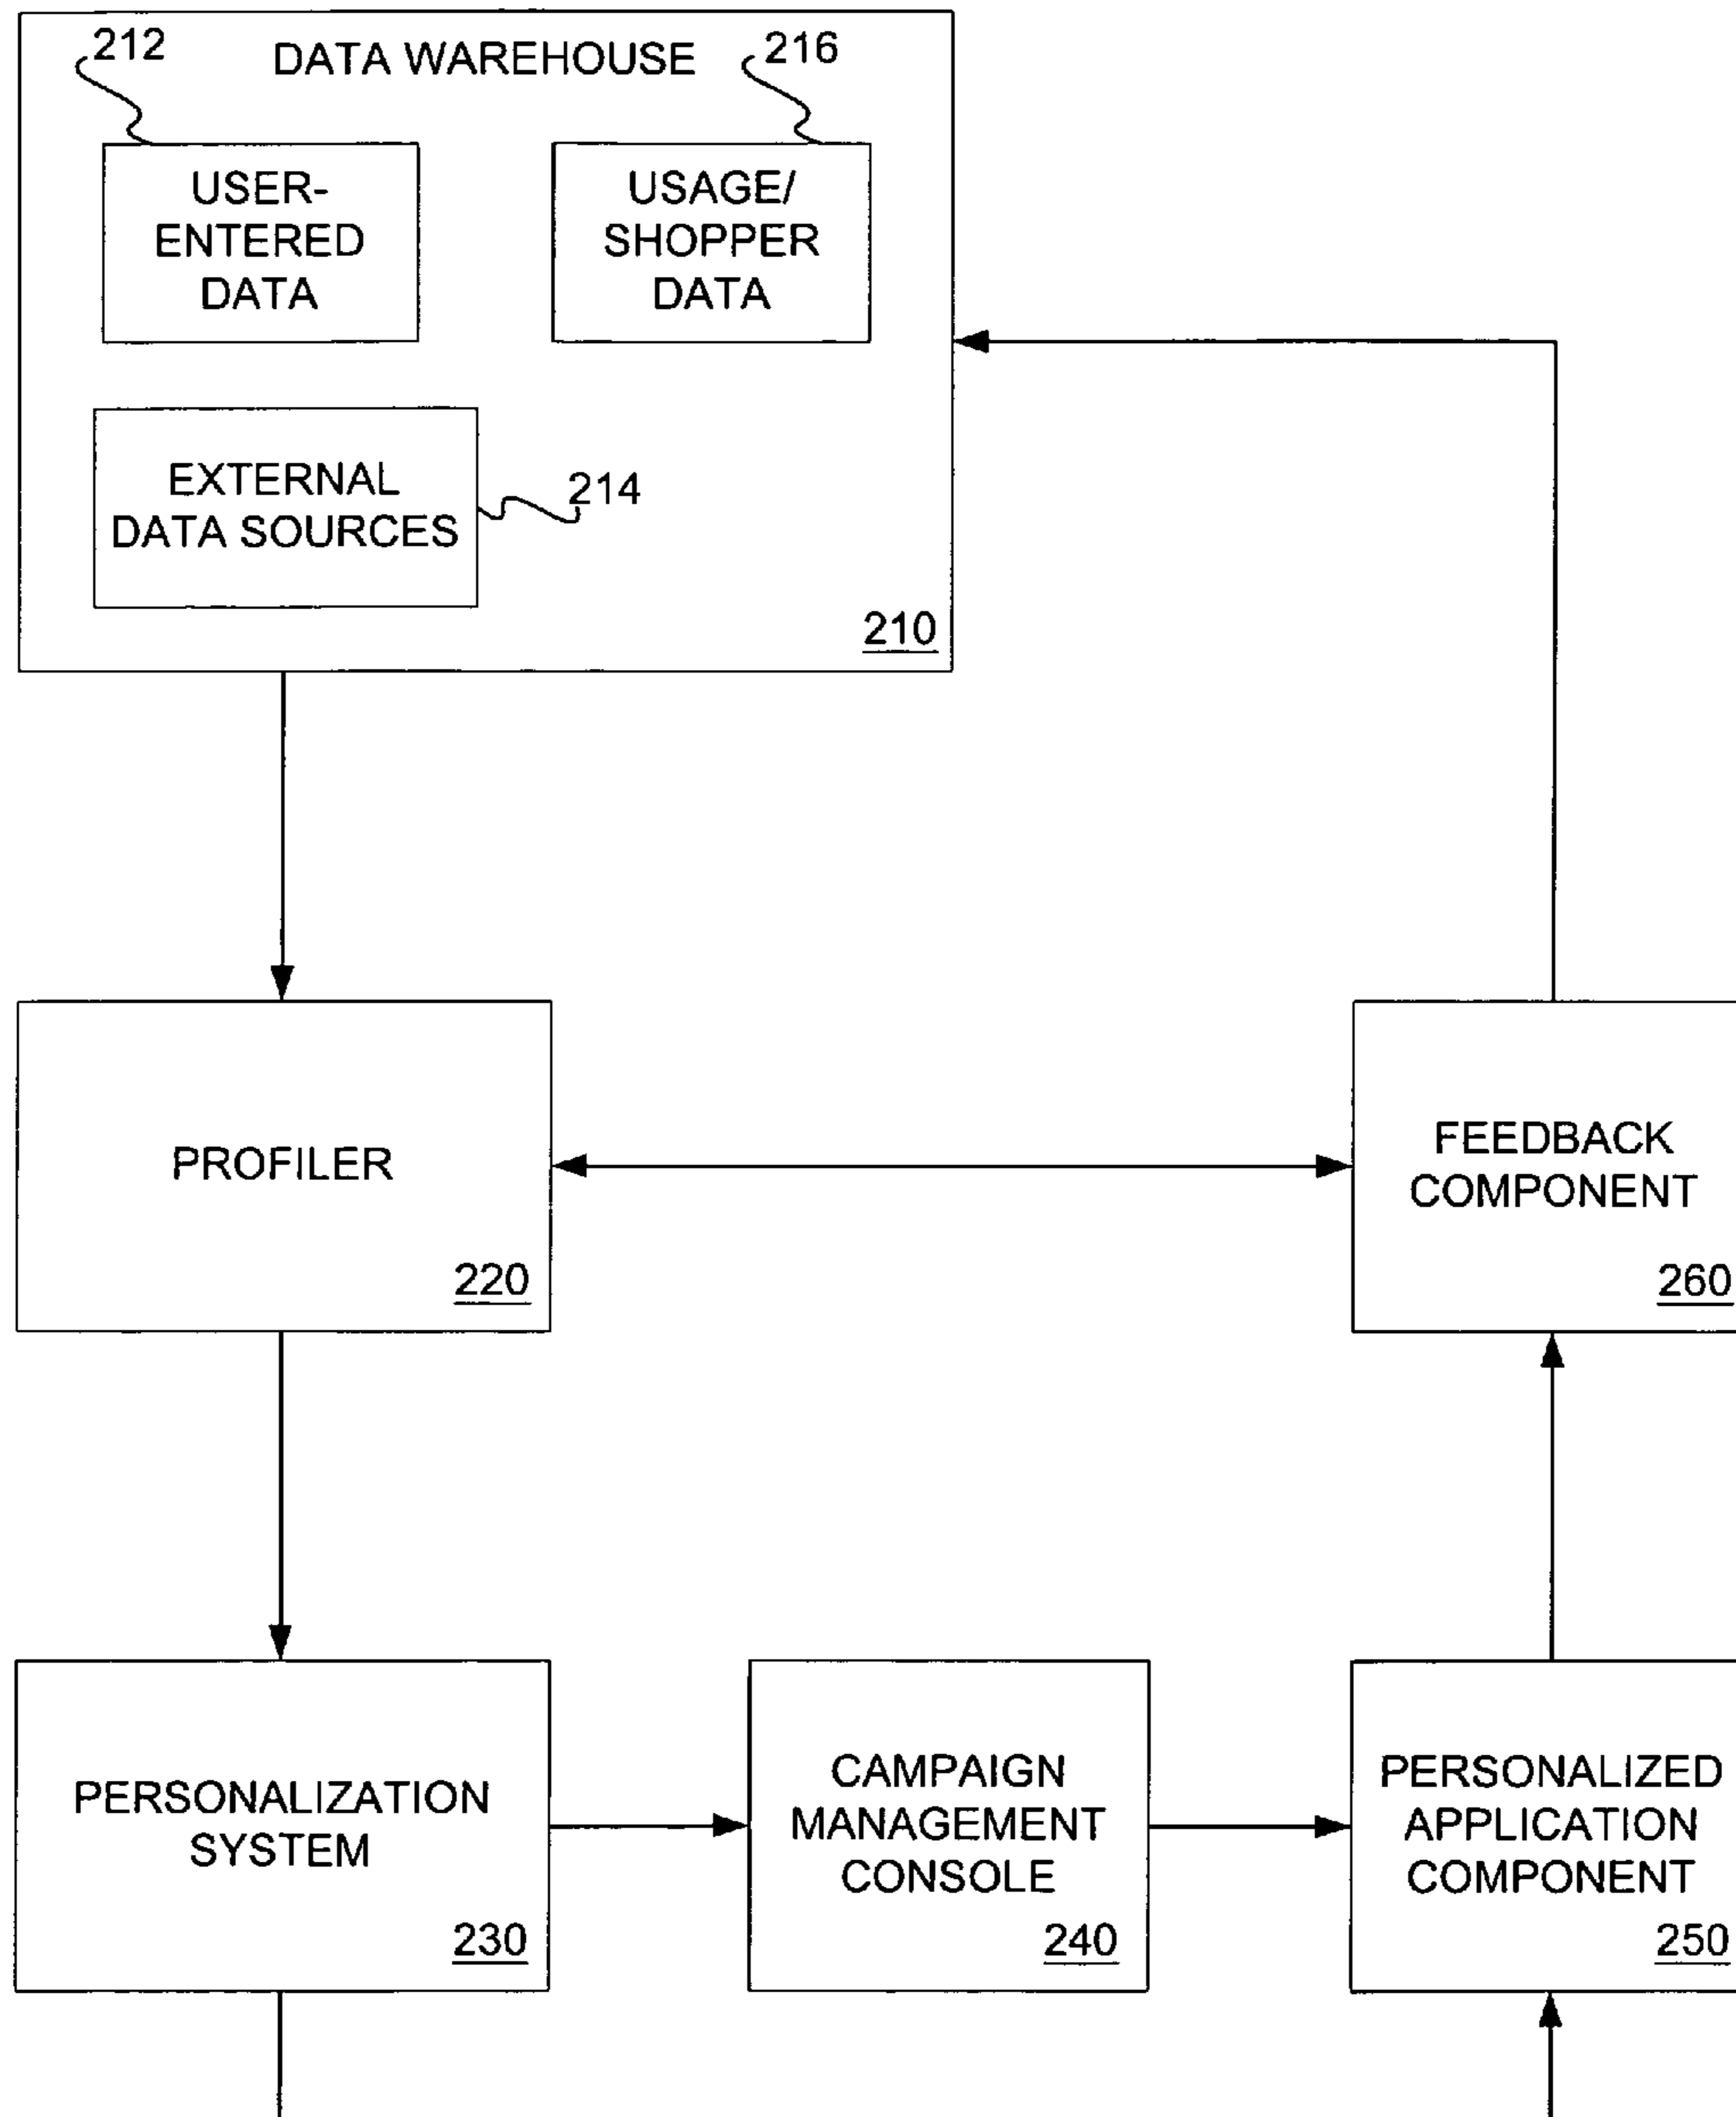 212
DATA WAREHOUSE
216
USER-
ENTERED
DATA
USAGE/
SHOPPER
DATA
EXTERNAL
DATA SOURCES
214
210
PROFILER
220
FEEDBACK
COMPONENT
260
PERSONALIZATION
SYSTEM
230
CAMPAIGN
MANAGEMENT
CONSOLE
240
PERSONALIZED
APPLICATION
COMPONENT
250